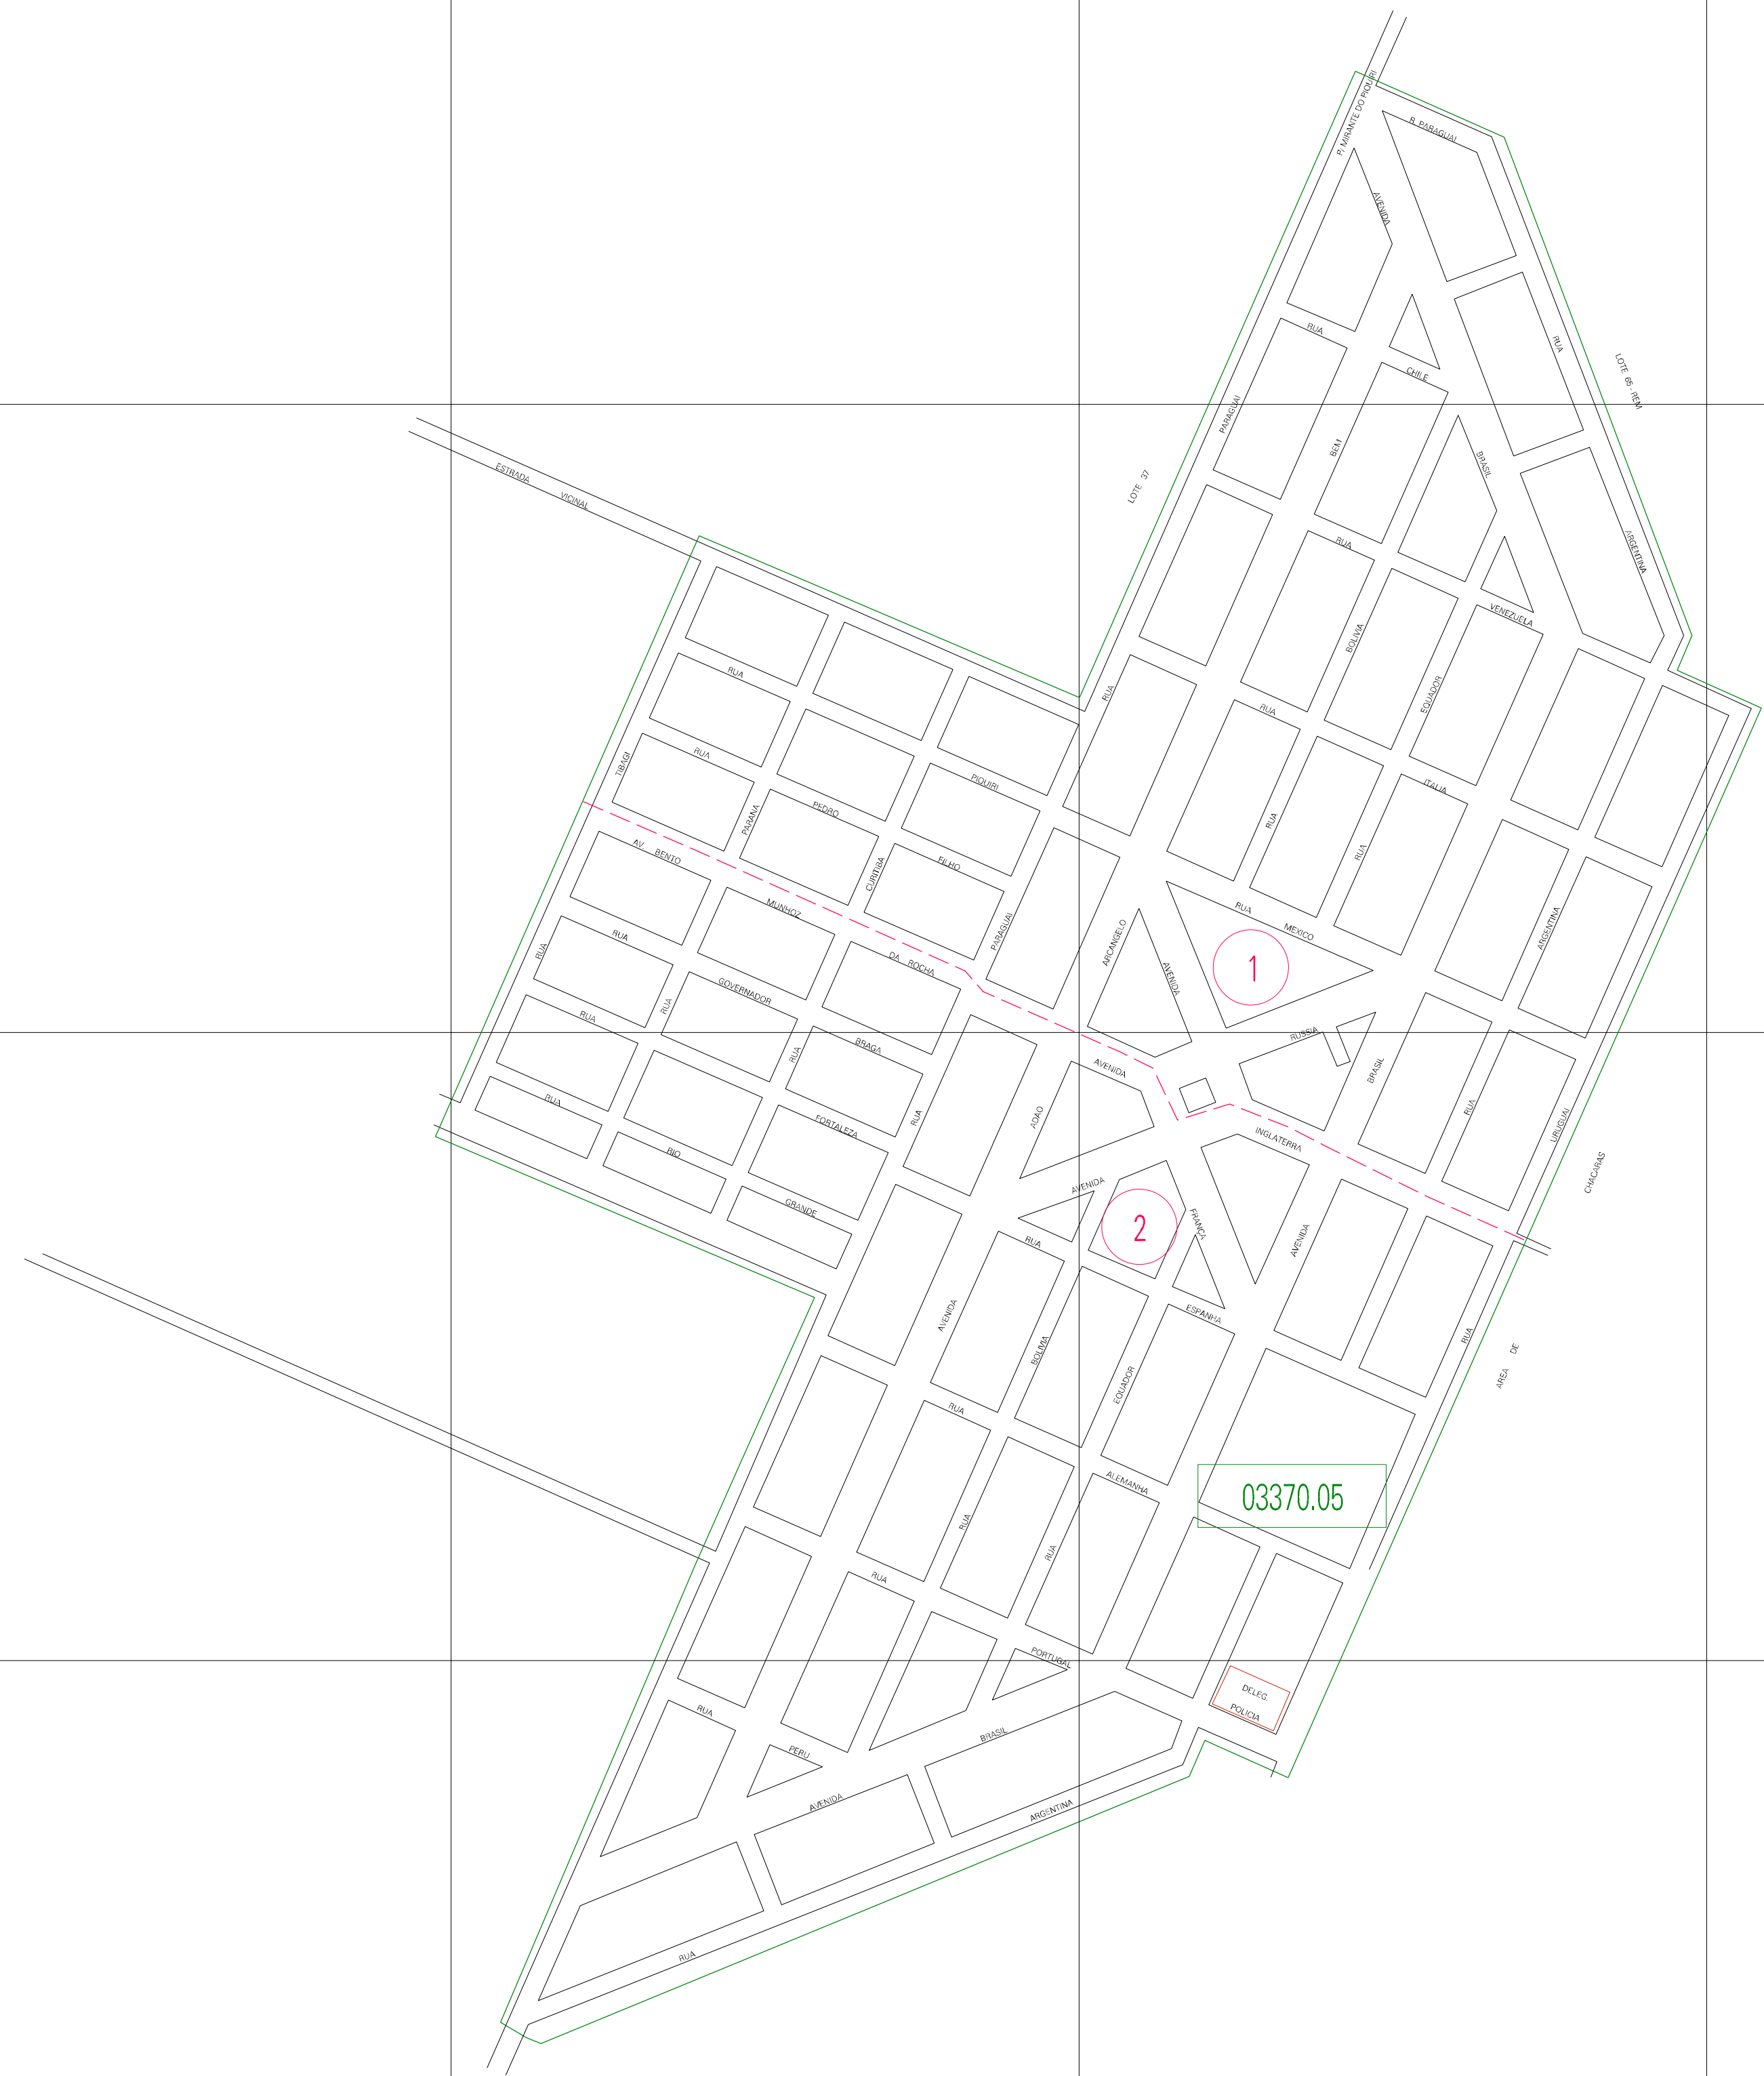 P/ MIRANTE DO PIQUIRI
R. PARAGUAI
AVENIDA
RUA
RUA
CHILE
LOTE 65 - REM
PARAGUAI
BEM
BRASIL
ESTRADA
VICINAL
LOTE 37
RUA
ARGENTINA
VENEZUELA
BOLIVIA
RUA
RUA
EQUADOR
RUA
RUA
TIBAGI
PIQUIRI
ITALIA
PARANA
PEDRO
RUA
RUA
AV. BENTO
FILHO
CURITIBA
MUNHOZ
RUA
MEXICO
ARGENTINA
PARAGUAI
ARCANGELO
RUA
RUA
DA ROCHA
AVENIDA
1
GOVERNADOR
RUA
RUA
RUSSIA
BRAGA
RUA
AVENIDA
BRASIL
RUA
ADAO
RUA
RUA
URUGUAI
FORTALEZA
INGLATERRA
RIO
CHACARAS
AVENIDA
GRANDE
2
FRANÇA
RUA
AVENIDA
AVENIDA
ESPANHA
BOLIVIA
RUA
AREA DE
EQUADOR
RUA
ALEMANHA
03370.05
RUA
RUA
RUA
PORTUGAL
DELEG.
POLICIA
RUA
BRASIL
PERU
AVENIDA
ARGENTINA
RUA